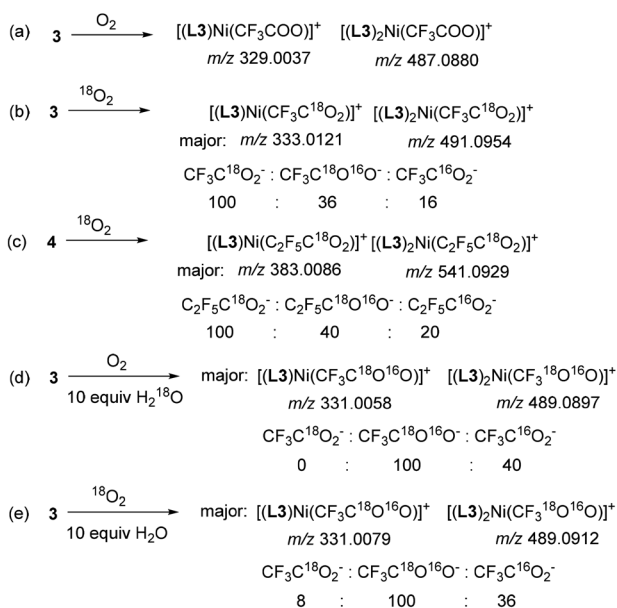 (a) 3 O2 [(L3)Ni(CF3COO)]+ [(L3)2Ni(CF3COO)]+
m/z 329.0037 m/z 487.0880
(b) 3 18O2 [(L3)Ni(CF3C18O2)]+ [(L3)2Ni(CF3C18O2)]+
major: m/z 333.0121 m/z 491.0954
CF3C18O2- : CF3C18O16O- : CF3C16O2-
100 : 36 : 16
(c) 4 18O2 [(L3)Ni(C2F5C18O2)]+ [(L3)2Ni(C2F5C18O2)]+
major: m/z 383.0086 m/z 541.0929
C2F5C18O2- : C2F5C18O16O- : C2F5C16O2-
100 : 40 : 20
(d) 3 O2 major: [(L3)Ni(CF3C18O16O)]+ [(L3)2Ni(CF318O16O)]+
10 equiv H218O m/z 331.0058 m/z 489.0897
CF3C18O2- : CF3C18O16O- : CF3C16O2-
0 : 100 : 40
(e) 3 18O2 major: [(L3)Ni(CF3C18O16O)]+ [(L3)2Ni(CF318O16O)]+
10 equiv H2O m/z 331.0079 m/z 489.0912
CF3C18O2- : CF3C18O16O- : CF3C16O2-
8 : 100 : 36